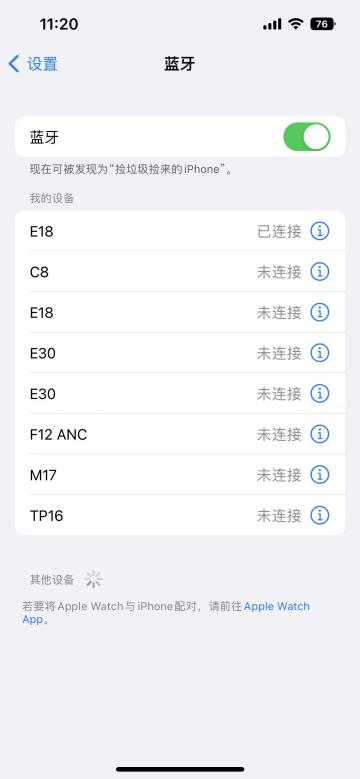 11:20
76
设置
蓝牙
蓝牙
现在可被发现为“捡垃圾捡来的iPhone”。
我的设备
E18 已连接
C8 未连接
E18 未连接
E30 未连接
E30 未连接
F12 ANC 未连接
M17 未连接
TP16 未连接
其他设备
若要将Apple Watch与iPhone配对，请前往Apple Watch
App。